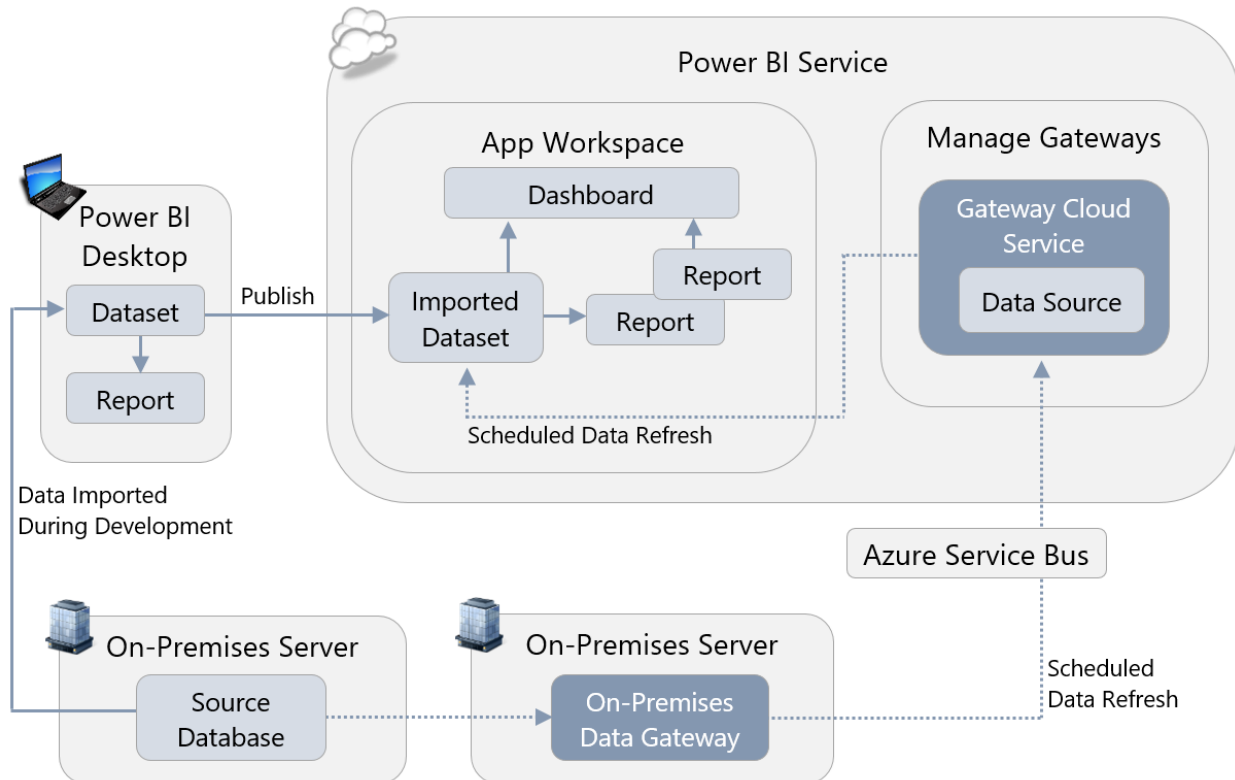 Power BI Service
App Workspace
Manage Gateways
Dashboard
Gateway Cloud
Service
Power BI
Desktop
Report
Data Source
Dataset
Publish
Imported
Dataset
Report
Report
Scheduled Data Refresh
Data Imported
During Development
Azure Service Bus
On-Premises Server
On-Premises Server
Scheduled
Data Refresh
Source
Database
On-Premises
Data Gateway